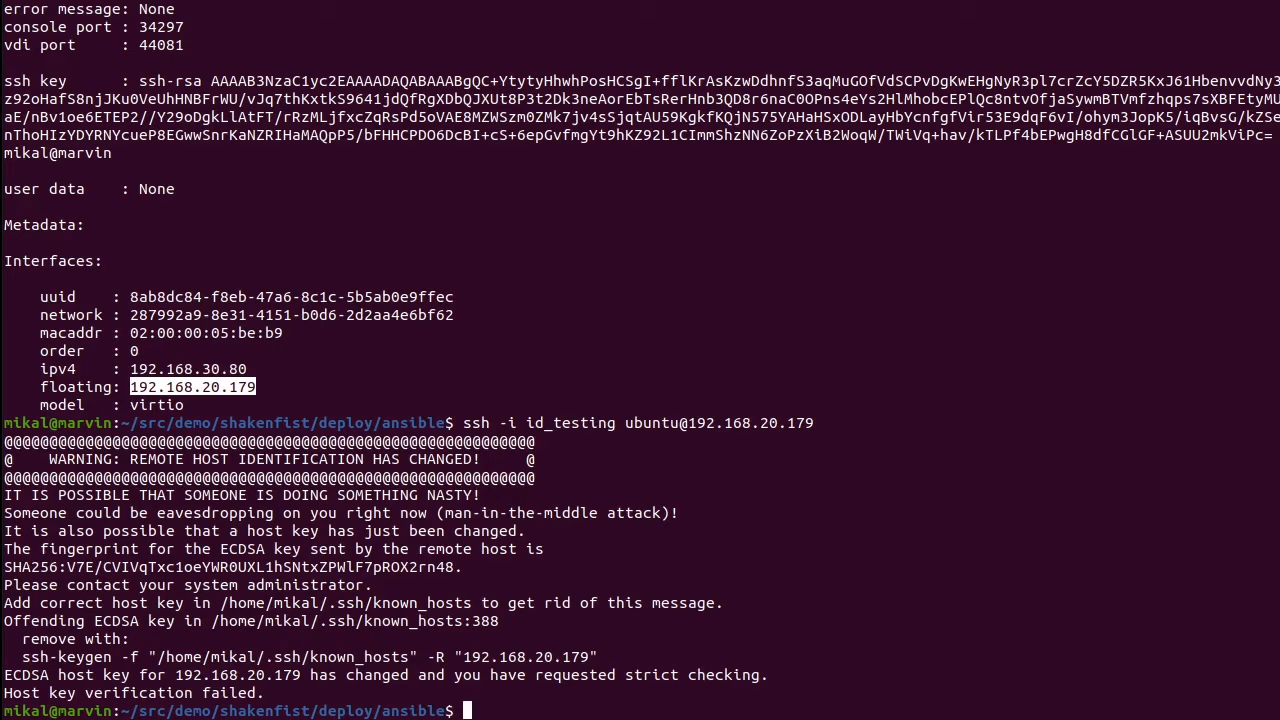 error message: None
console port : 34297
vdi port     : 44081
ssh key      : ssh-rsa AAAAB3NzaC1yc2EAAAADAQABAAABgQC+YtytyHhwhPosHCSgI+fflKrAsKzwDdhnfS3aqMuGOfVdSCPvDgKwEHgNyR3pl7crZcY5DZR5KxJ61HbenvvdNy3
z92oHafS8njJKu0VeUhHNBFrWU/vJq7thKxtkS9641jdQfRgXDbQJXUt8P3t2Dk3neAorEbTsRerHnb3QD8r6naC0OPns4eYs2HlMhobcEPlQc8ntvOfjaSywmBTVmfzhqps7sXBFEtyMU
aE/nBv1oe6ETEP2//Y29oDgkLlAtFT/rRzMLjfxcZqRsPd5oVAE8MZWSzm0ZMk7jv4sSjqtAU59KgkfKQjN575YAHaHSxODLayHbYcnfgfVir53E9dqF6vI/ohym3JopK5/iqBvsG/kZSe
nThoHIzYDYRNYcueP8EGwwSnrKaNZRIHaMAQpP5/bFHHCPDO6DcBI+cS+6epGvfmgYt9hKZ92L1CImmShzNN6ZoPzXiB2WoqW/TWiVq+hav/kTLPf4bEPwgH8dfCGlGF+ASUU2mkViPc=
mikal@marvin
user data    : None
Metadata:
Interfaces:
    uuid    : 8ab8dc84-f8eb-47a6-8c1c-5b5ab0e9ffec
    network : 287992a9-8e31-4151-b0d6-2d2aa4e6bf62
    macaddr : 02:00:00:05:be:b9
    order   : 0
    ipv4    : 192.168.30.80
    floating: 192.168.20.179
    model   : virtio
mikal@marvin:~/src/demo/shakenfist/deploy/ansible$ ssh -i id_testing ubuntu@192.168.20.179
@@@@@@@@@@@@@@@@@@@@@@@@@@@@@@@@@@@@@@@@@@@@@@@@@@@@@@@@@@@
@    WARNING: REMOTE HOST IDENTIFICATION HAS CHANGED!     @
@@@@@@@@@@@@@@@@@@@@@@@@@@@@@@@@@@@@@@@@@@@@@@@@@@@@@@@@@@@
IT IS POSSIBLE THAT SOMEONE IS DOING SOMETHING NASTY!
Someone could be eavesdropping on you right now (man-in-the-middle attack)!
It is also possible that a host key has just been changed.
The fingerprint for the ECDSA key sent by the remote host is
SHA256:V7E/CVIVqTxc1oeYWR0UXL1hSNtxZPWlF7pROX2rn48.
Please contact your system administrator.
Add correct host key in /home/mikal/.ssh/known_hosts to get rid of this message.
Offending ECDSA key in /home/mikal/.ssh/known_hosts:388
  remove with:
  ssh-keygen -f "/home/mikal/.ssh/known_hosts" -R "192.168.20.179"
ECDSA host key for 192.168.20.179 has changed and you have requested strict checking.
Host key verification failed.
mikal@marvin:~/src/demo/shakenfist/deploy/ansible$